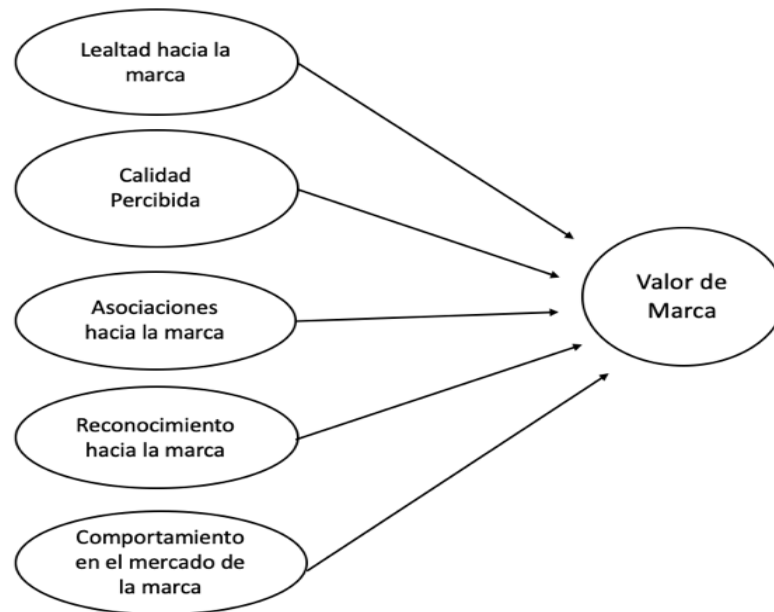 Lealtad hacia la
marca
Calidad
Percibida
Asociaciones
hacia la marca
Reconocimiento
hacia la marca
Comportamiento
en el mercado de
la marca
Valor de
Marca